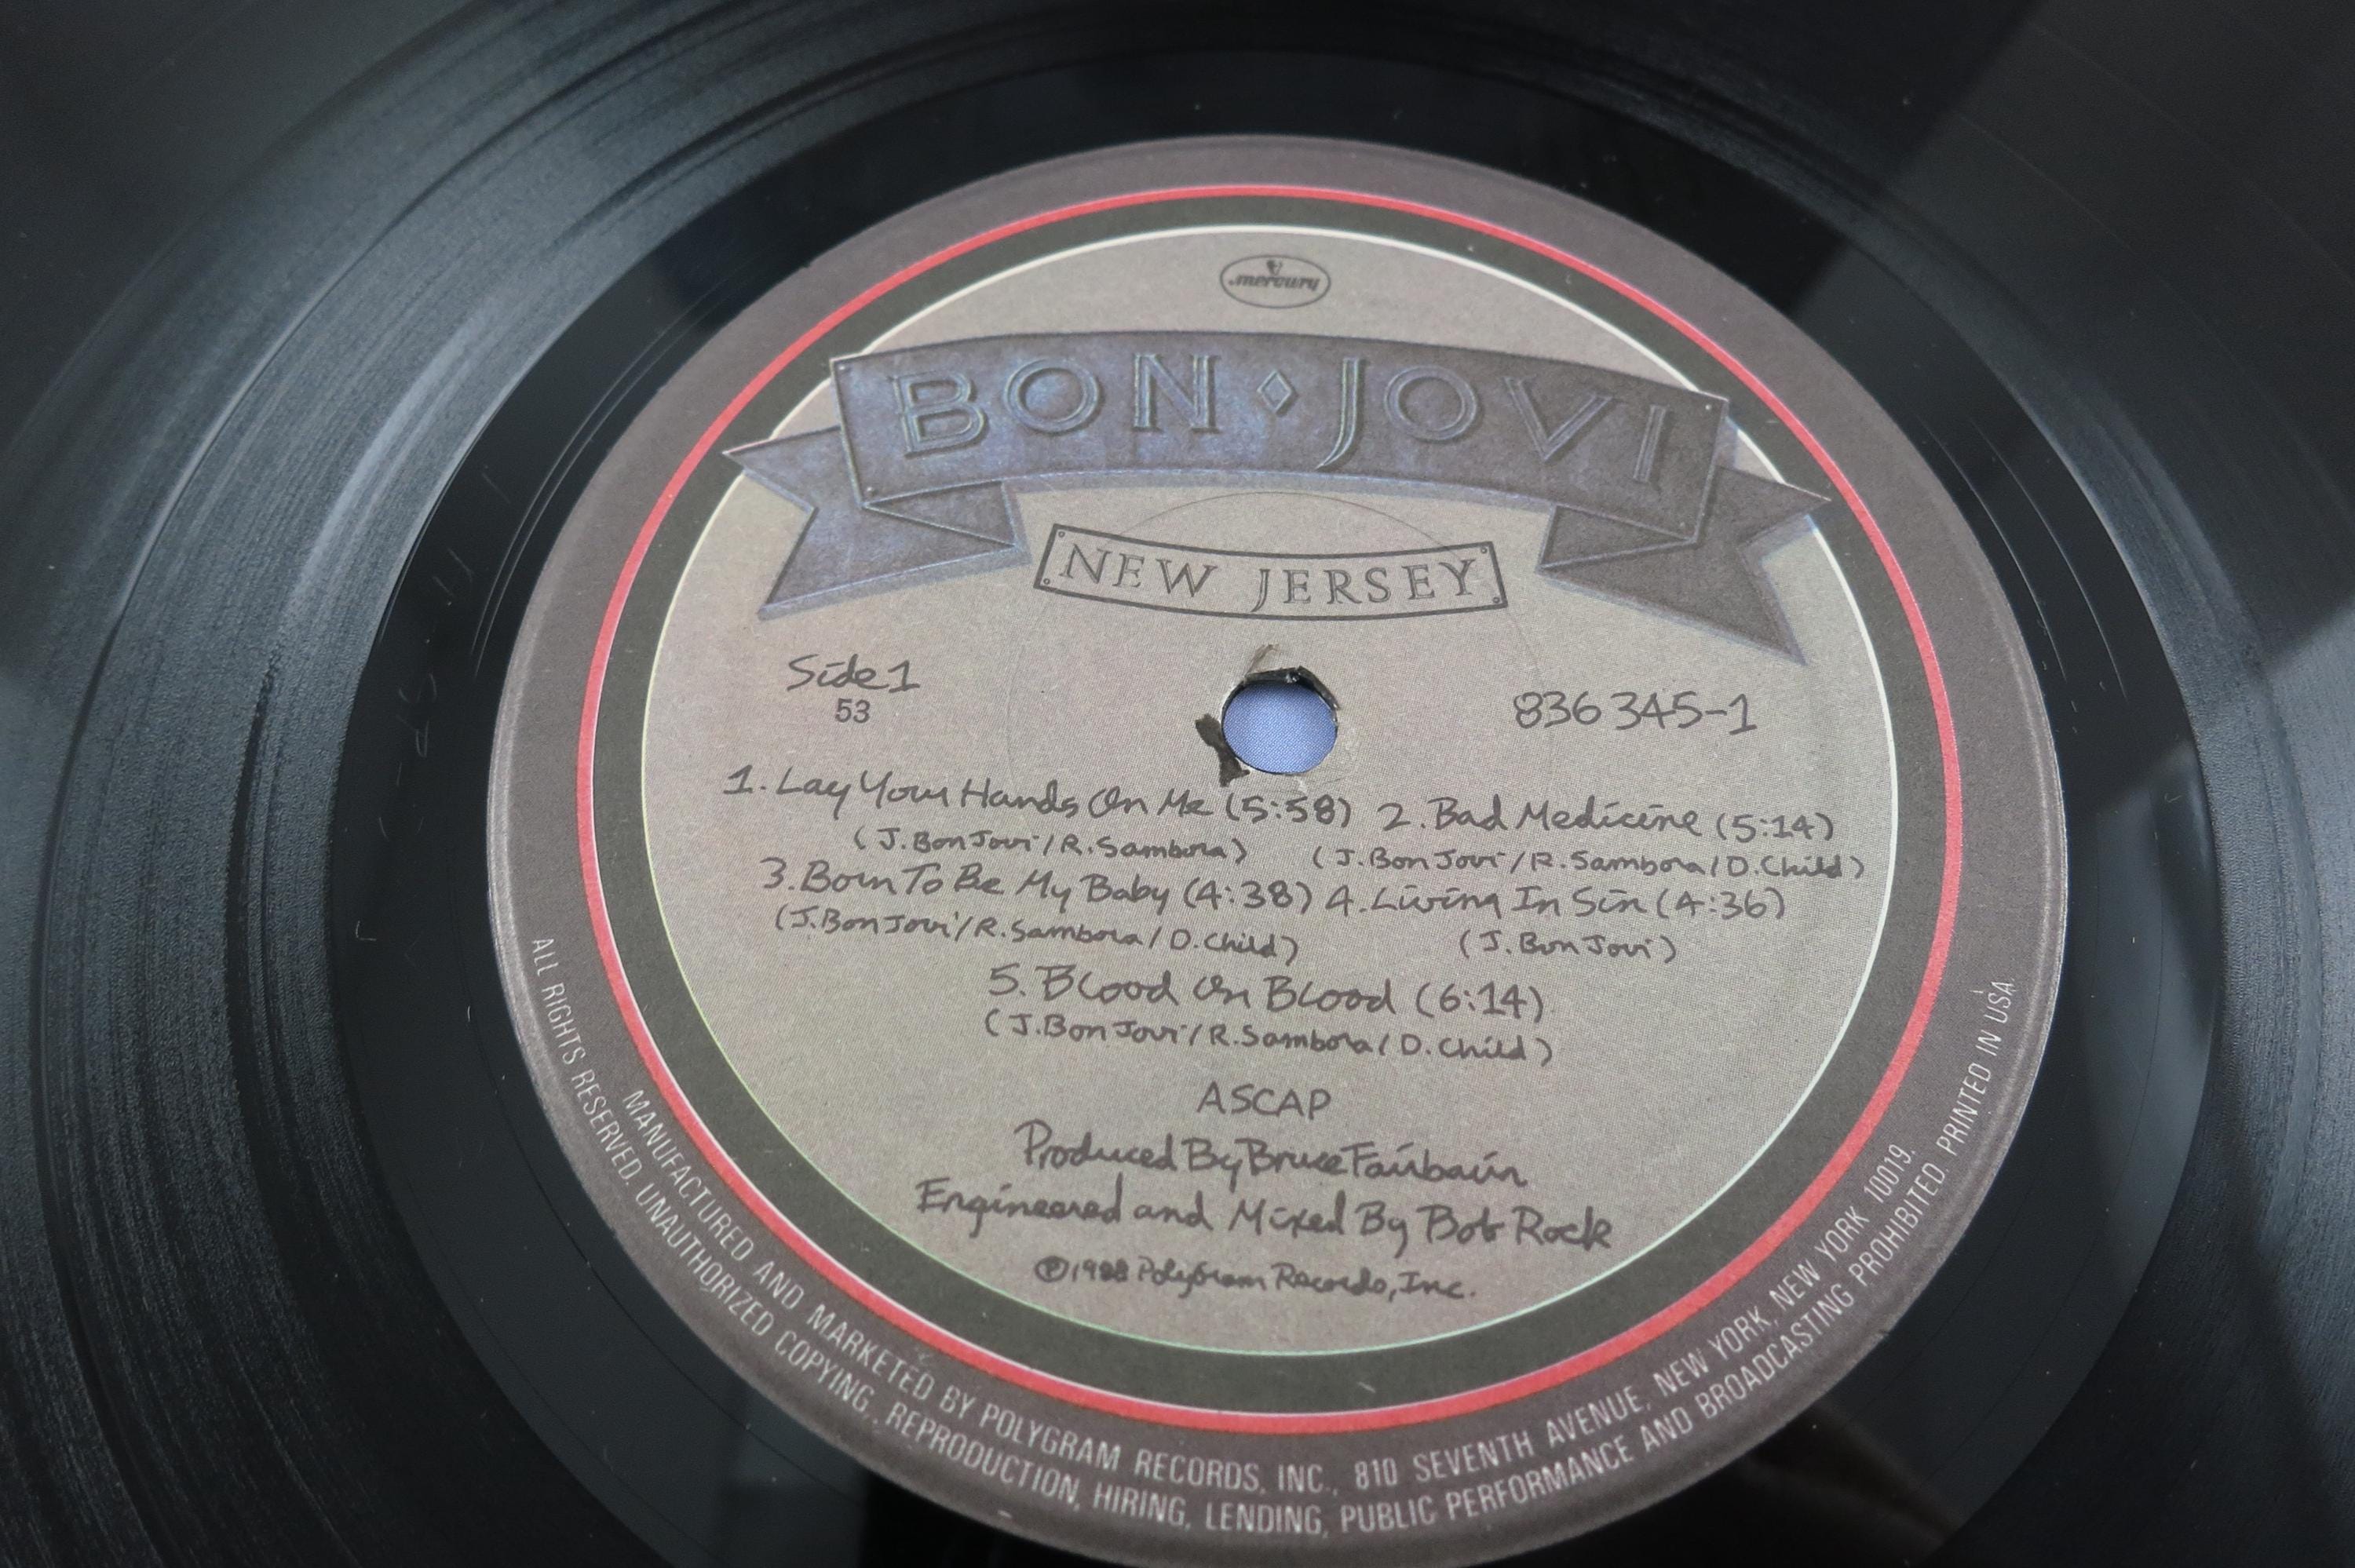 mercury
BON JOVI
NEW JERSEY
Side 1
53
836 345-1
1. Lay Your Hands On Me (5:58) 2. Bad Medicine (5:14)
(J. Bon Jovi / R. Sambora) (J. Bon Jovi / R. Sambora / D. Child)
3. Born To Be My Baby (4:38) 4. Living In Sin (4:36)
(J. Bon Jovi / R. Sambora / D. Child) (J. Bon Jovi)
5. Blood On Blood (6:14)
(J. Bon Jovi / R. Sambora / D. Child)
ASCAP
Produced By Bruce Fairbairn
Engineered and Mixed By Bob Rock
℗1988 PolyGram Records, Inc.
MANUFACTURED AND MARKETED BY POLYGRAM RECORDS, INC., 810 SEVENTH AVENUE, NEW YORK, NEW YORK 10019.
ALL RIGHTS RESERVED. UNAUTHORIZED COPYING, REPRODUCTION, HIRING, LENDING, PUBLIC PERFORMANCE AND BROADCASTING PROHIBITED. PRINTED IN USA.